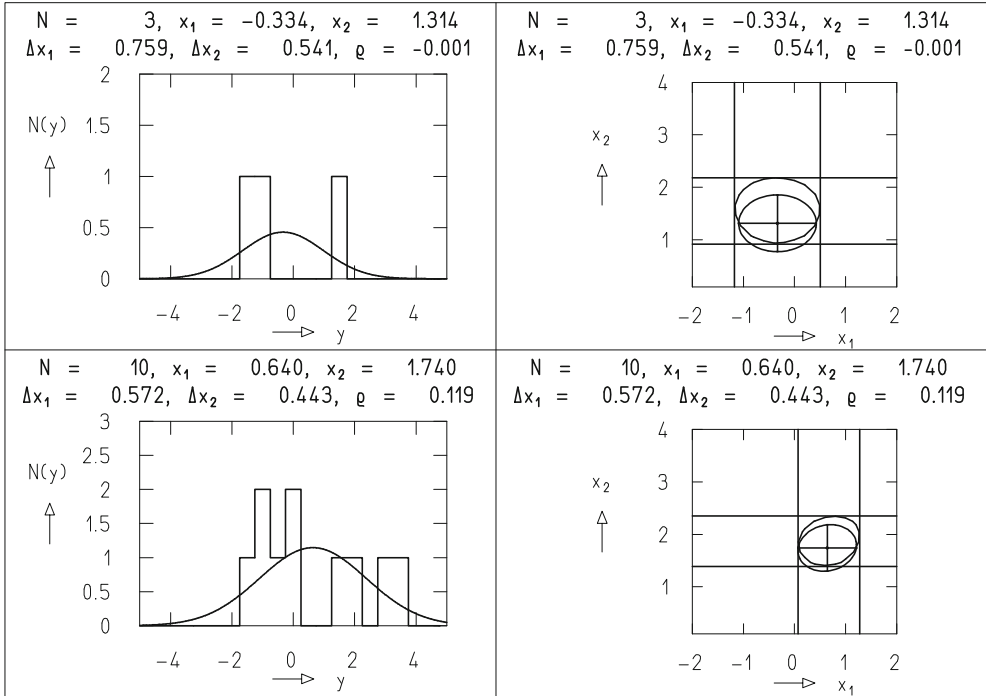 N = 3, x₁ = −0.334, x₂ = 1.314
Δx₁ = 0.759, Δx₂ = 0.541, ϱ = −0.001
2
N(y)
1.5
1
0.5
0
−4 −2 0 2 4
y
N = 3, x₁ = −0.334, x₂ = 1.314
Δx₁ = 0.759, Δx₂ = 0.541, ϱ = −0.001
4
x₂
3
2
1
−2 −1 0 1 2
x₁
N = 10, x₁ = 0.640, x₂ = 1.740
Δx₁ = 0.572, Δx₂ = 0.443, ϱ = 0.119
3
N(y)
2.5
2
1.5
1
0.5
0
−4 −2 0 2 4
y
N = 10, x₁ = 0.640, x₂ = 1.740
Δx₁ = 0.572, Δx₂ = 0.443, ϱ = 0.119
4
x₂
3
2
1
−2 −1 0 1 2
x₁